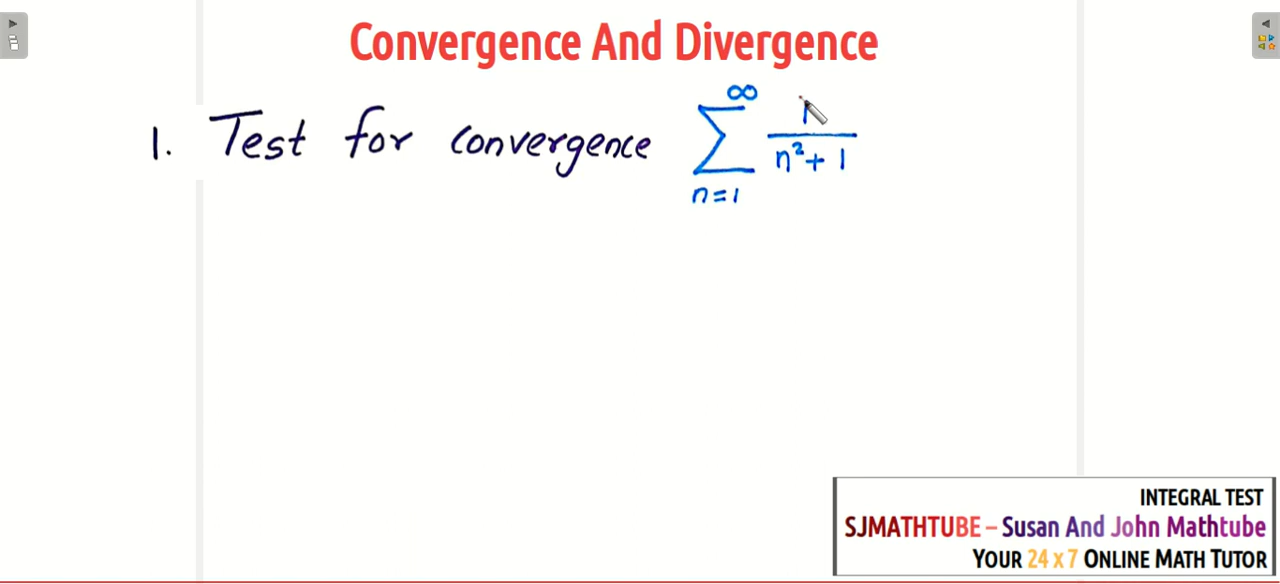 Convergence And Divergence
1. Test for convergence ∑_{n=1}^{∞} 1/(n²+1)
INTEGRAL TEST
SJMATHTUBE – Susan And John Mathtube
YOUR 24 x 7 ONLINE MATH TUTOR